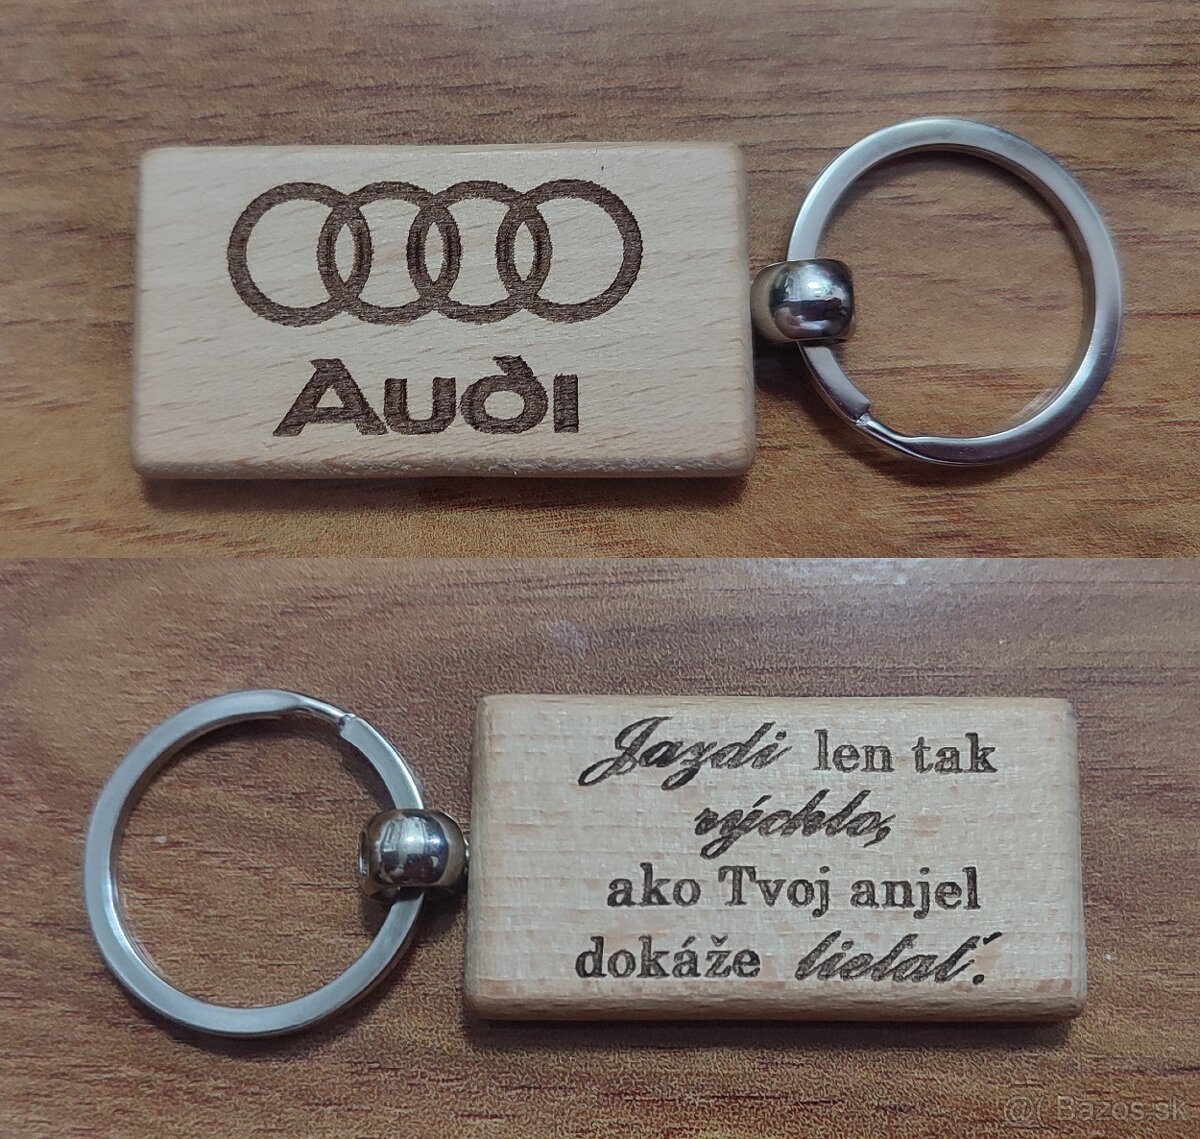 Audi
Jazdi len tak
rýchlo,
ako Tvoj anjel
dokáže lietať.
@( Bazos.sk